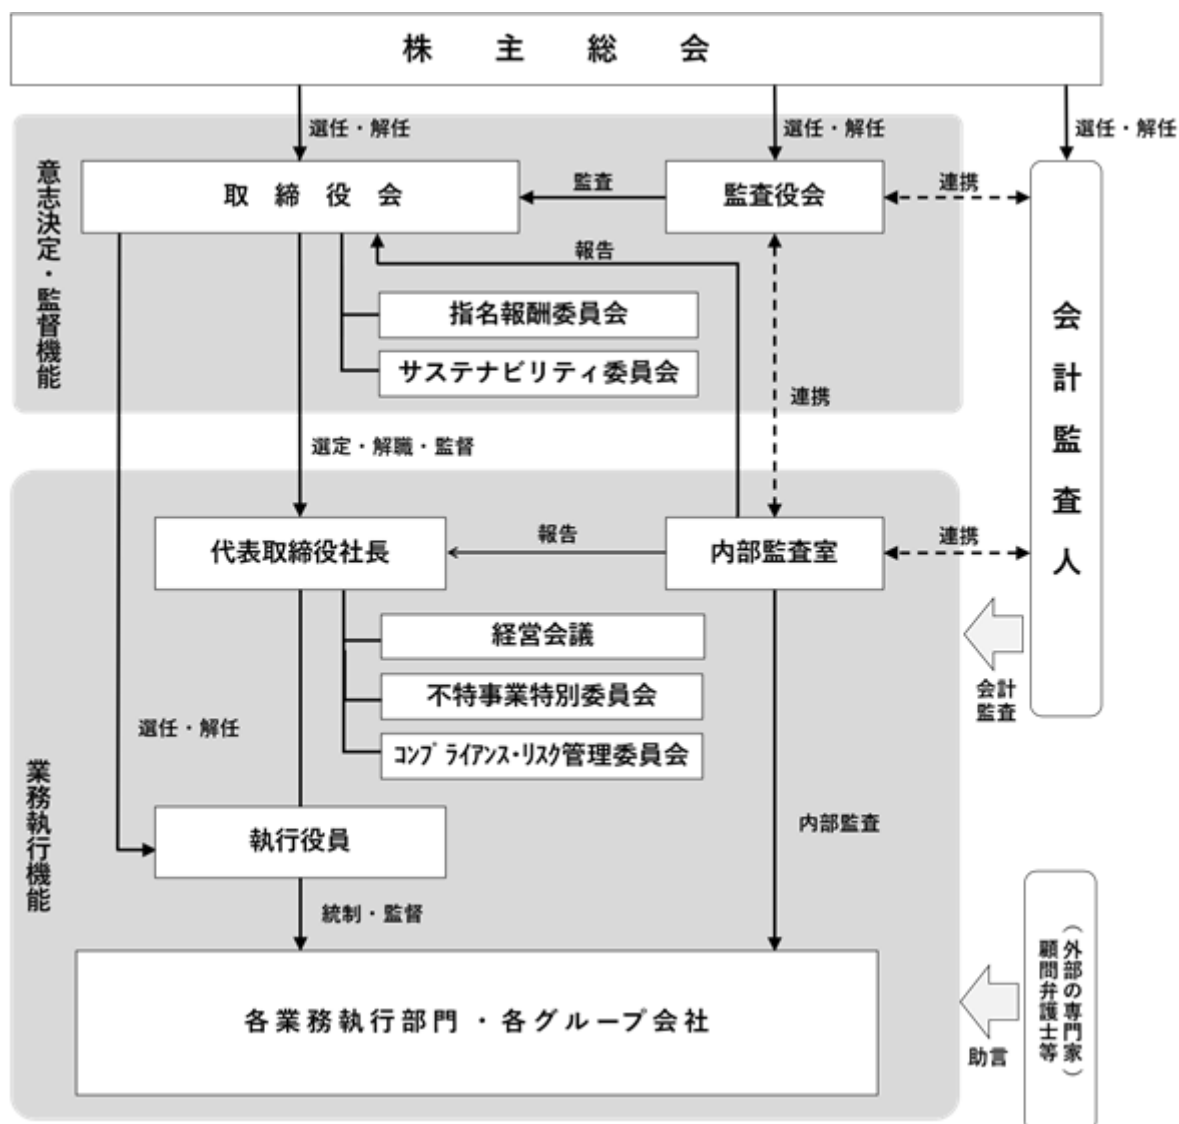 株主総会
選任・解任
選任・解任
選任・解任
意志決定・監督機能
取締役会
監査
監査役会
連携
報告
指名報酬委員会
サステナビリティ委員会
連携
会計監査人
選定・解職・監督
代表取締役社長
報告
内部監査室
連携
経営会議
不特事業特別委員会
コンプライアンス・リスク管理委員会
会計
監査
選任・解任
業務執行機能
執行役員
内部監査
統制・監督
各業務執行部門・各グループ会社
助言
(外部の専門家)
顧問弁護士等